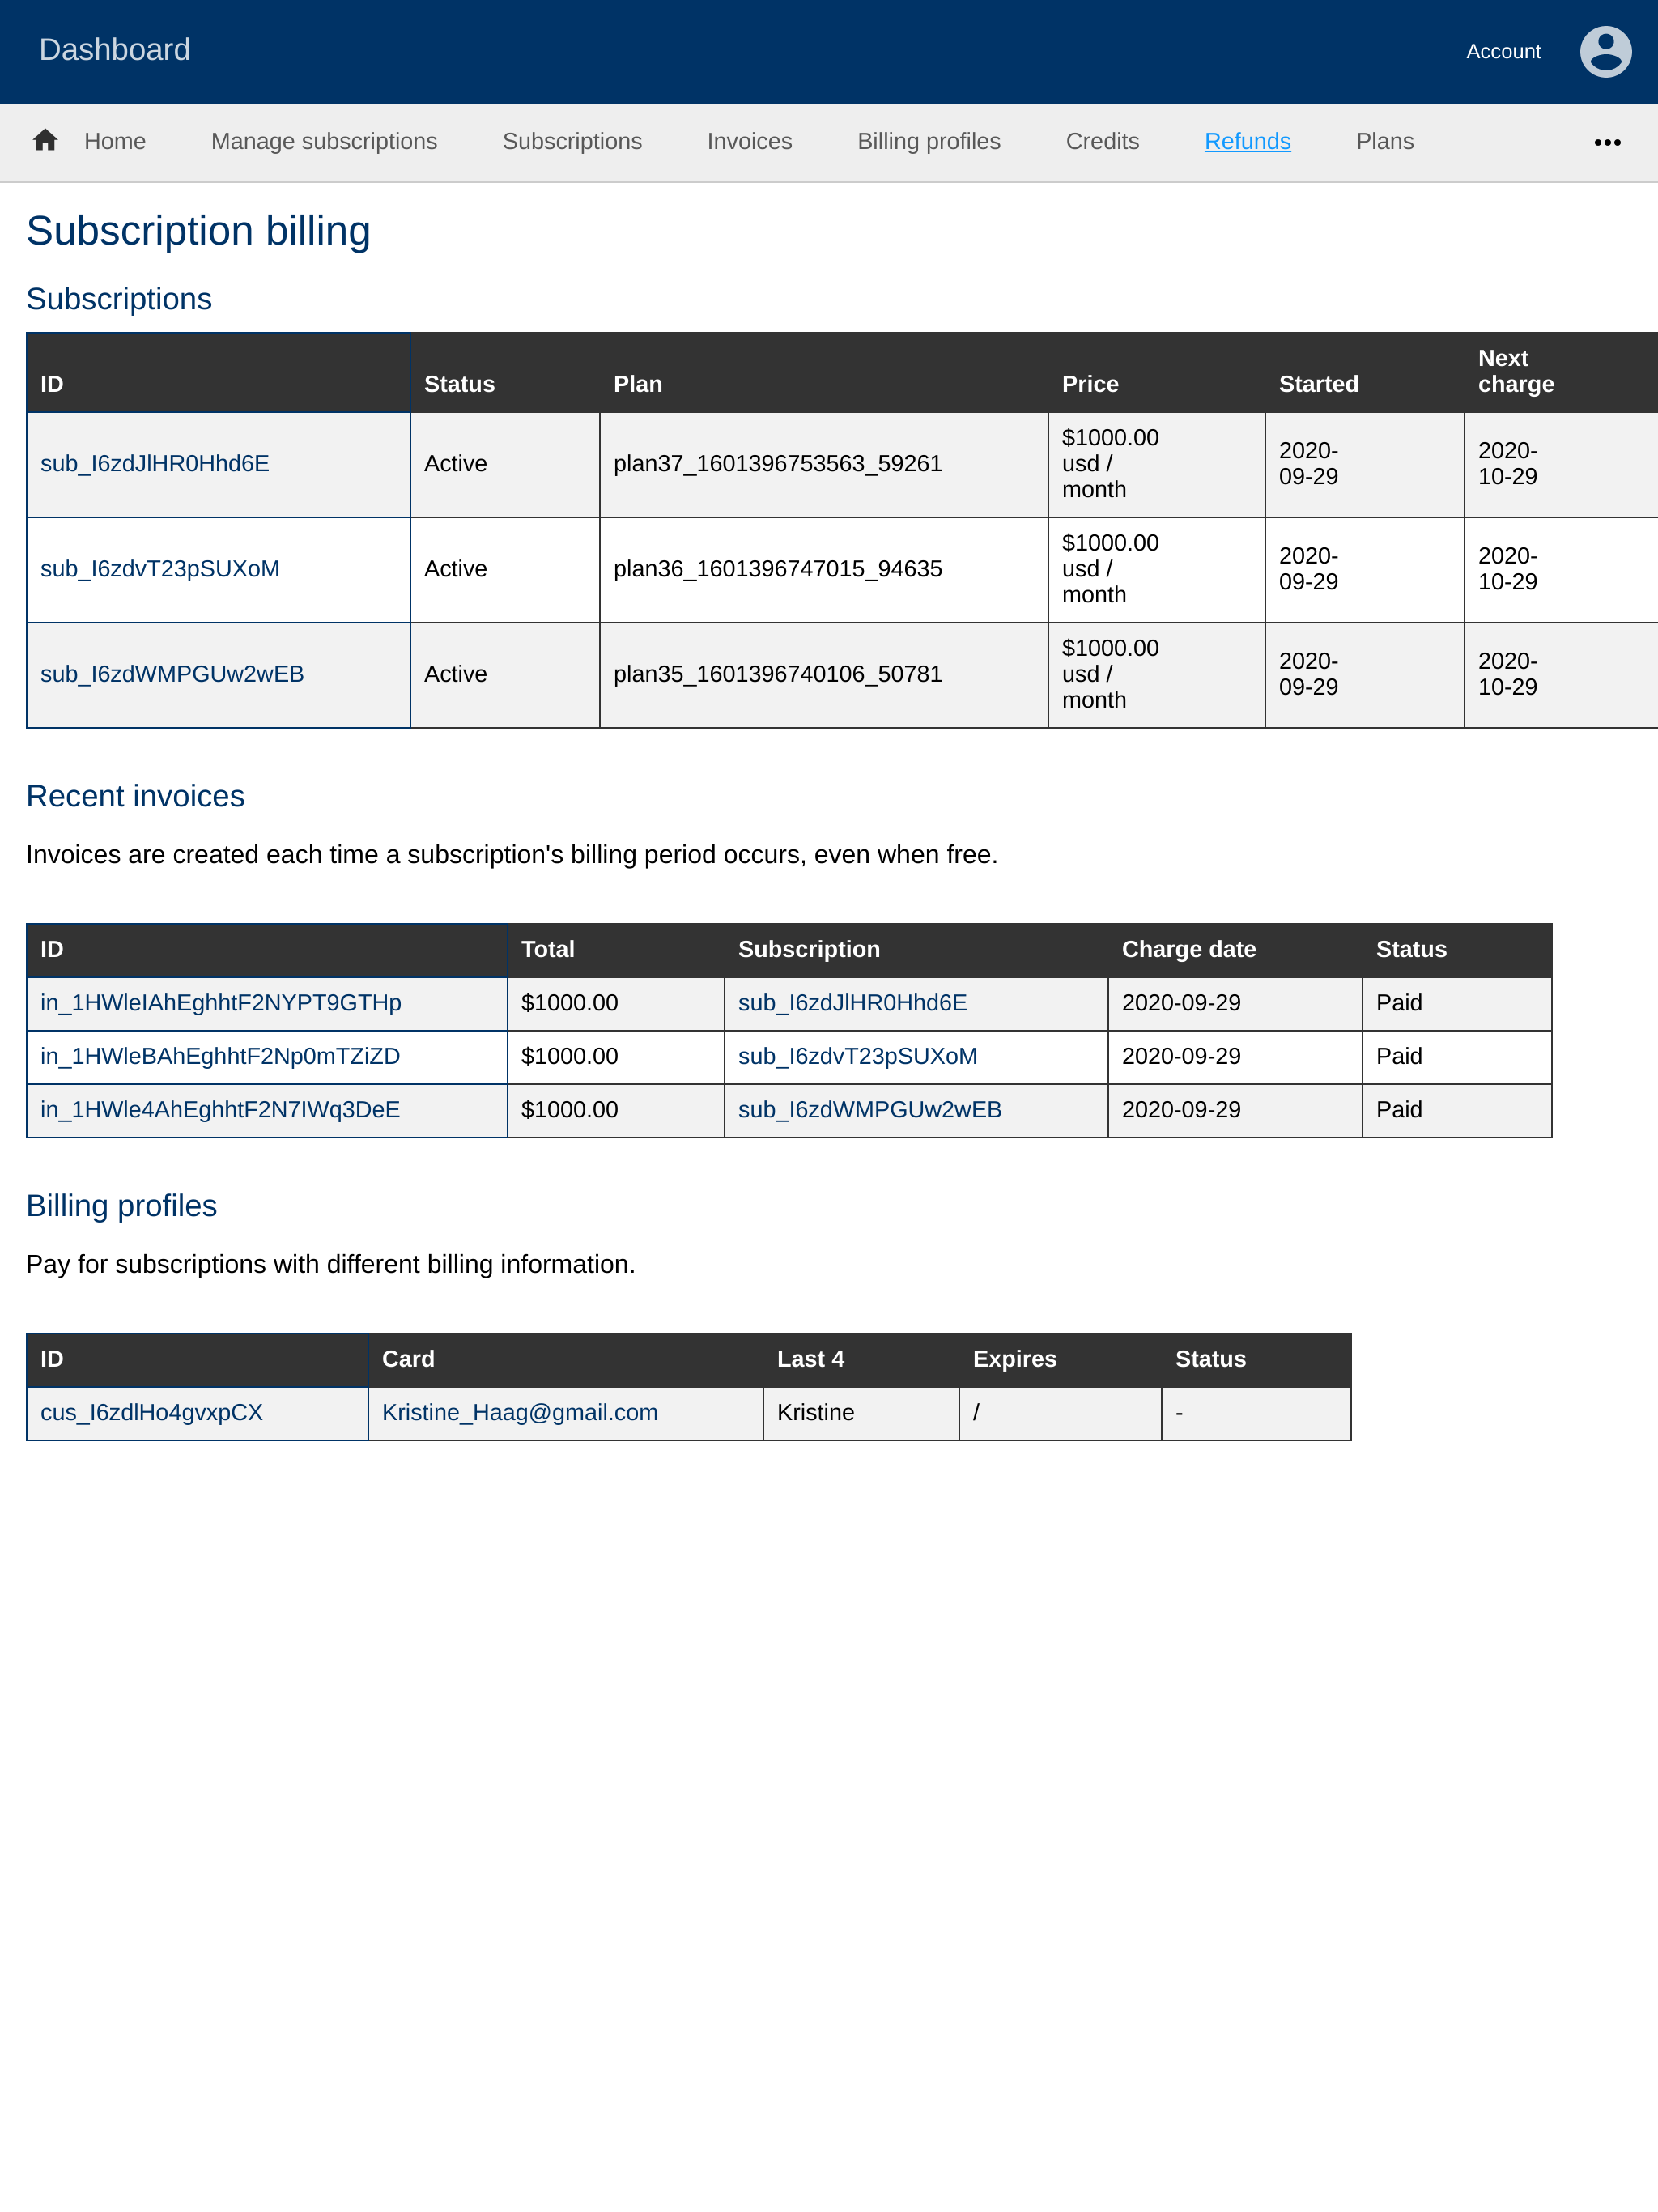 Dashboard
Account
Home Manage subscriptions Subscriptions Invoices Billing profiles Credits Refunds Plans
Subscription billing
Subscriptions
ID Status Plan Price Started Next charge
sub_I6zdJlHR0Hhd6E Active plan37_1601396753563_59261 $1000.00 usd / month 2020-09-29 2020-10-29
sub_I6zdvT23pSUXoM Active plan36_1601396747015_94635 $1000.00 usd / month 2020-09-29 2020-10-29
sub_I6zdWMPGUw2wEB Active plan35_1601396740106_50781 $1000.00 usd / month 2020-09-29 2020-10-29
Recent invoices
Invoices are created each time a subscription's billing period occurs, even when free.
ID Total Subscription Charge date Status
in_1HWleIAhEghhtF2NYPT9GTHp $1000.00 sub_I6zdJlHR0Hhd6E 2020-09-29 Paid
in_1HWleBAhEghhtF2Np0mTZiZD $1000.00 sub_I6zdvT23pSUXoM 2020-09-29 Paid
in_1HWle4AhEghhtF2N7IWq3DeE $1000.00 sub_I6zdWMPGUw2wEB 2020-09-29 Paid
Billing profiles
Pay for subscriptions with different billing information.
ID Card Last 4 Expires Status
cus_I6zdlHo4gvxpCX Kristine_Haag@gmail.com Kristine / -